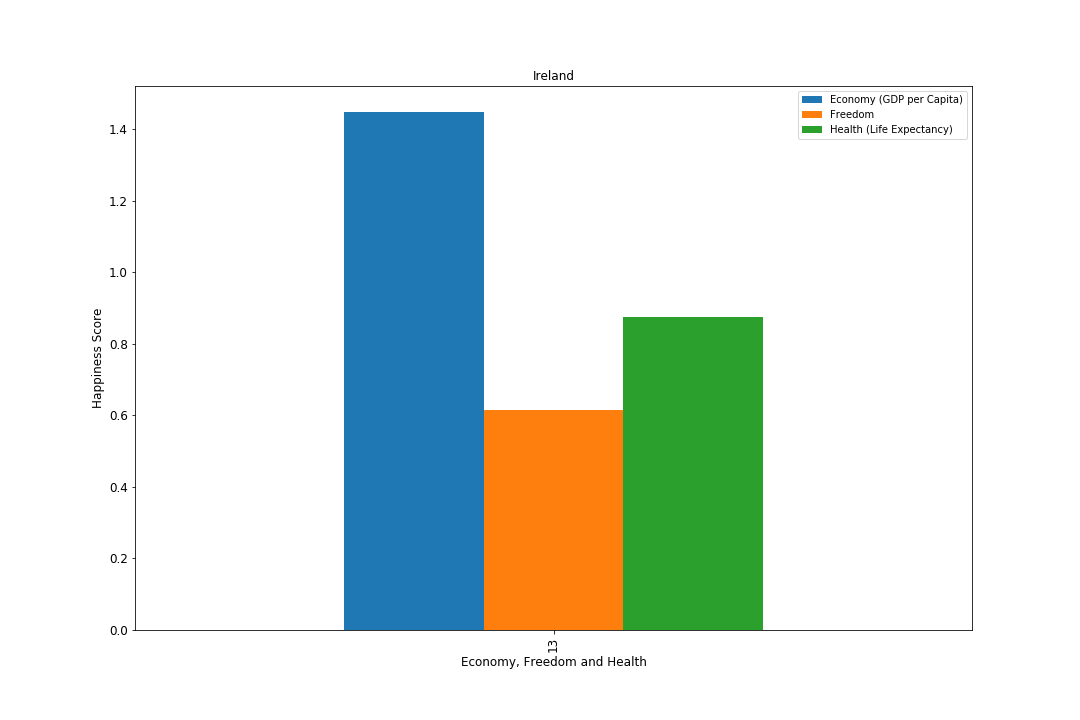 Ireland
Economy (GDP per Capita)
Freedom
Health (Life Expectancy)
1.4
1.2
1.0
0.8
0.6
0.4
0.2
0.0
Happiness Score
13
Economy, Freedom and Health